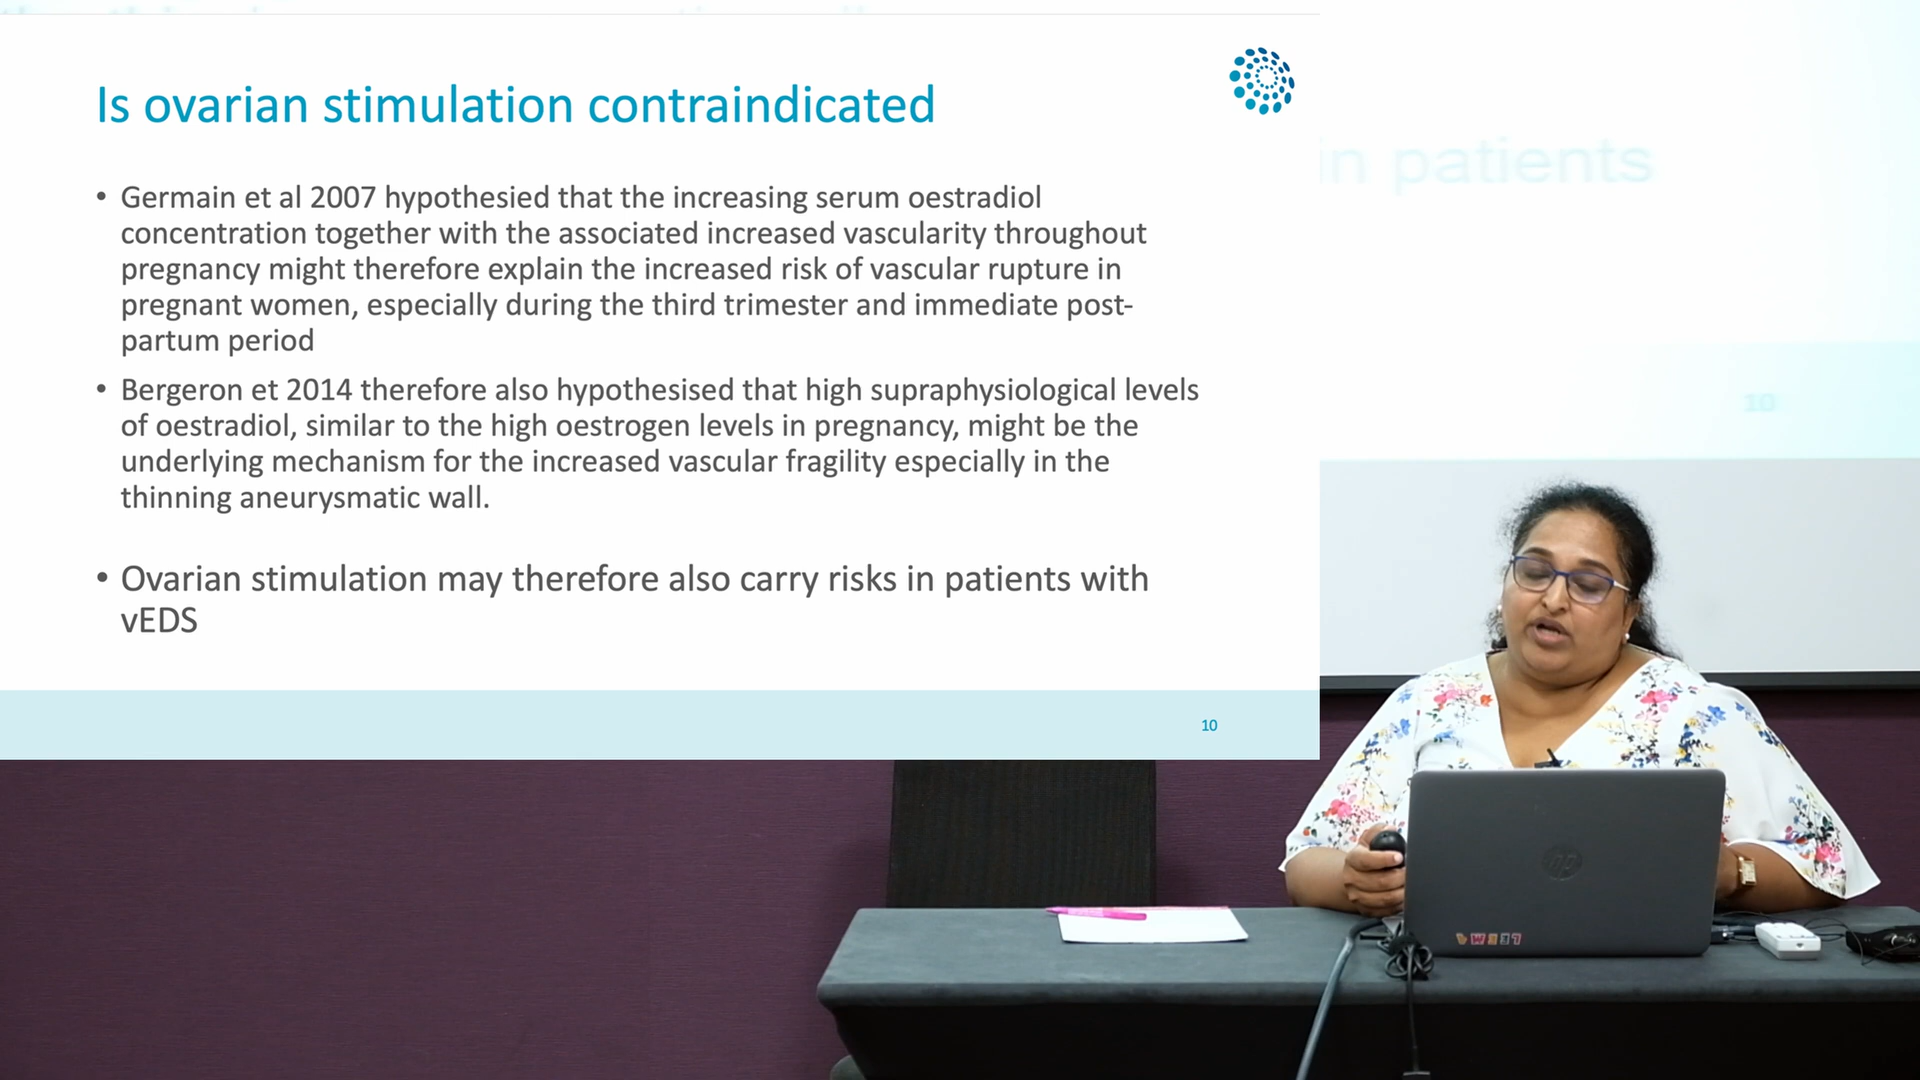 Is ovarian stimulation contraindicated
• Germain et al 2007 hypothesied that the increasing serum oestradiol
concentration together with the associated increased vascularity throughout
pregnancy might therefore explain the increased risk of vascular rupture in
pregnant women, especially during the third trimester and immediate post-
partum period
• Bergeron et 2014 therefore also hypothesised that high supraphysiological levels
of oestradiol, similar to the high oestrogen levels in pregnancy, might be the
underlying mechanism for the increased vascular fragility especially in the
thinning aneurysmatic wall.
• Ovarian stimulation may therefore also carry risks in patients with
vEDS
10
in patients
10
hp
VW337